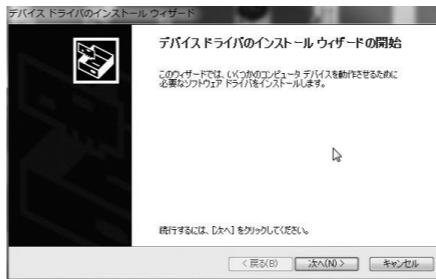 デバイス ドライバのインストール ウィザード
デバイス ドライバのインストール ウィザードの開始
このウィザードでは、いくつかのコンピュータ デバイスを動作させるために
必要なソフトウェア ドライバをインストールします。
続行するには、[次へ] をクリックしてください。
< 戻る(B)
次へ(N) >
キャンセル